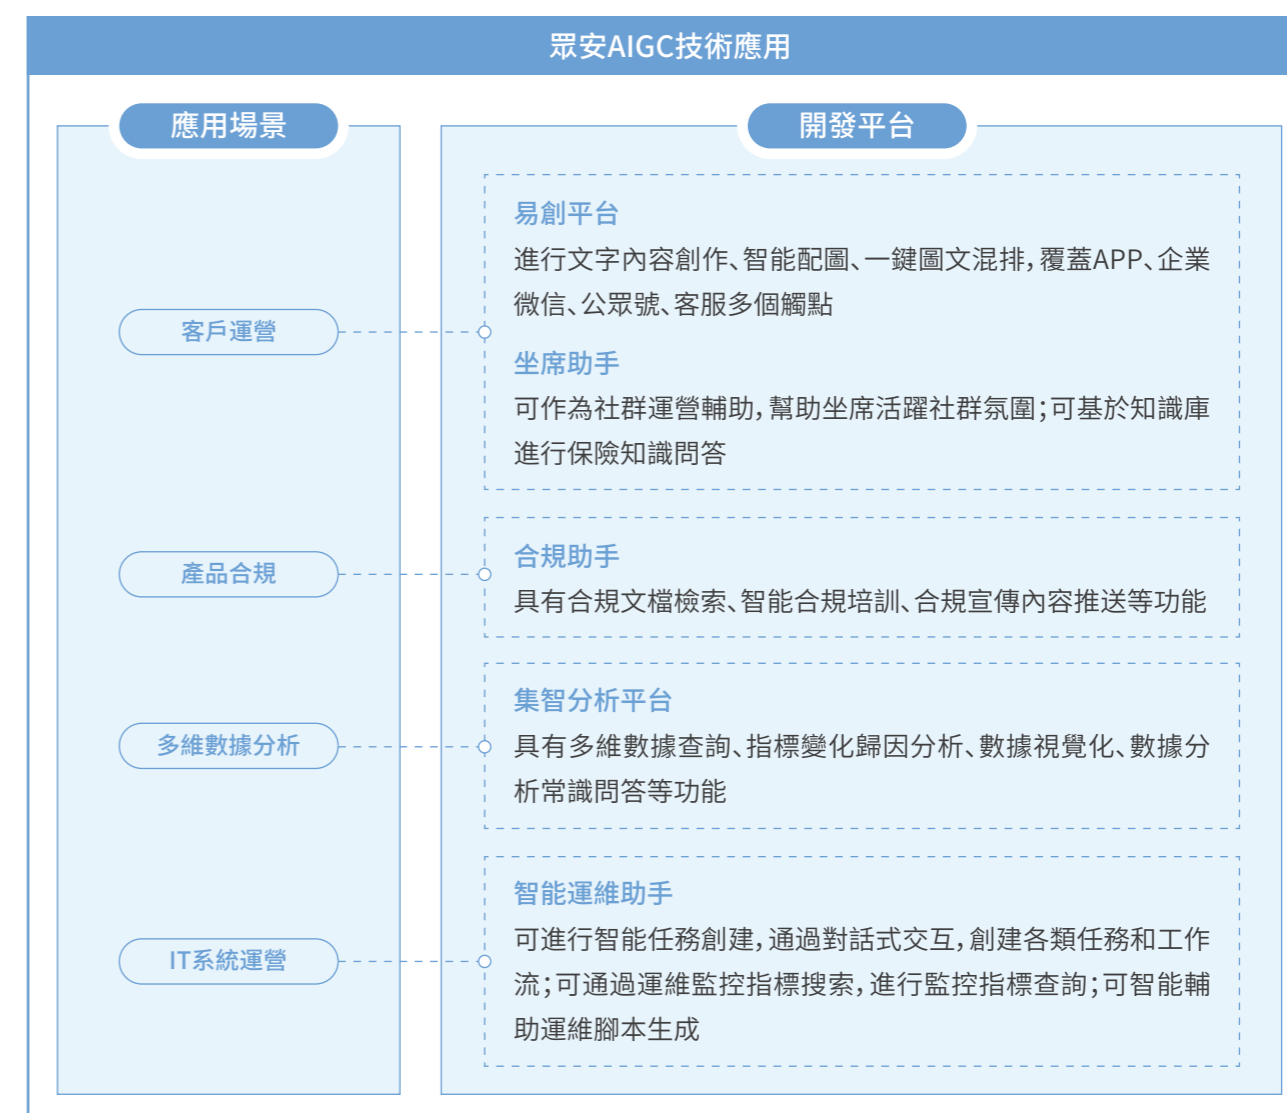 眾安AIGC技術應用
應用場景
開發平台
客戶運營
易創平台
進行文字內容創作、智能配圖、一鍵圖文混排,覆蓋APP、企業
微信、公眾號、客服多個觸點
坐席助手
可作為社群運營輔助,幫助坐席活躍社群氛圍;可基於知識庫
進行保險知識問答
產品合規
合規助手
具有合規文檔檢索、智能合規培訓、合規宣傳內容推送等功能
多維數據分析
集智分析平台
具有多維數據查詢、指標變化歸因分析、數據視覺化、數據分
析常識問答等功能
IT系統運營
智能運維助手
可進行智能任務創建,通過對話式交互,創建各類任務和工作
流;可通過運維監控指標搜索,進行監控指標查詢;可智能輔
助運維腳本生成